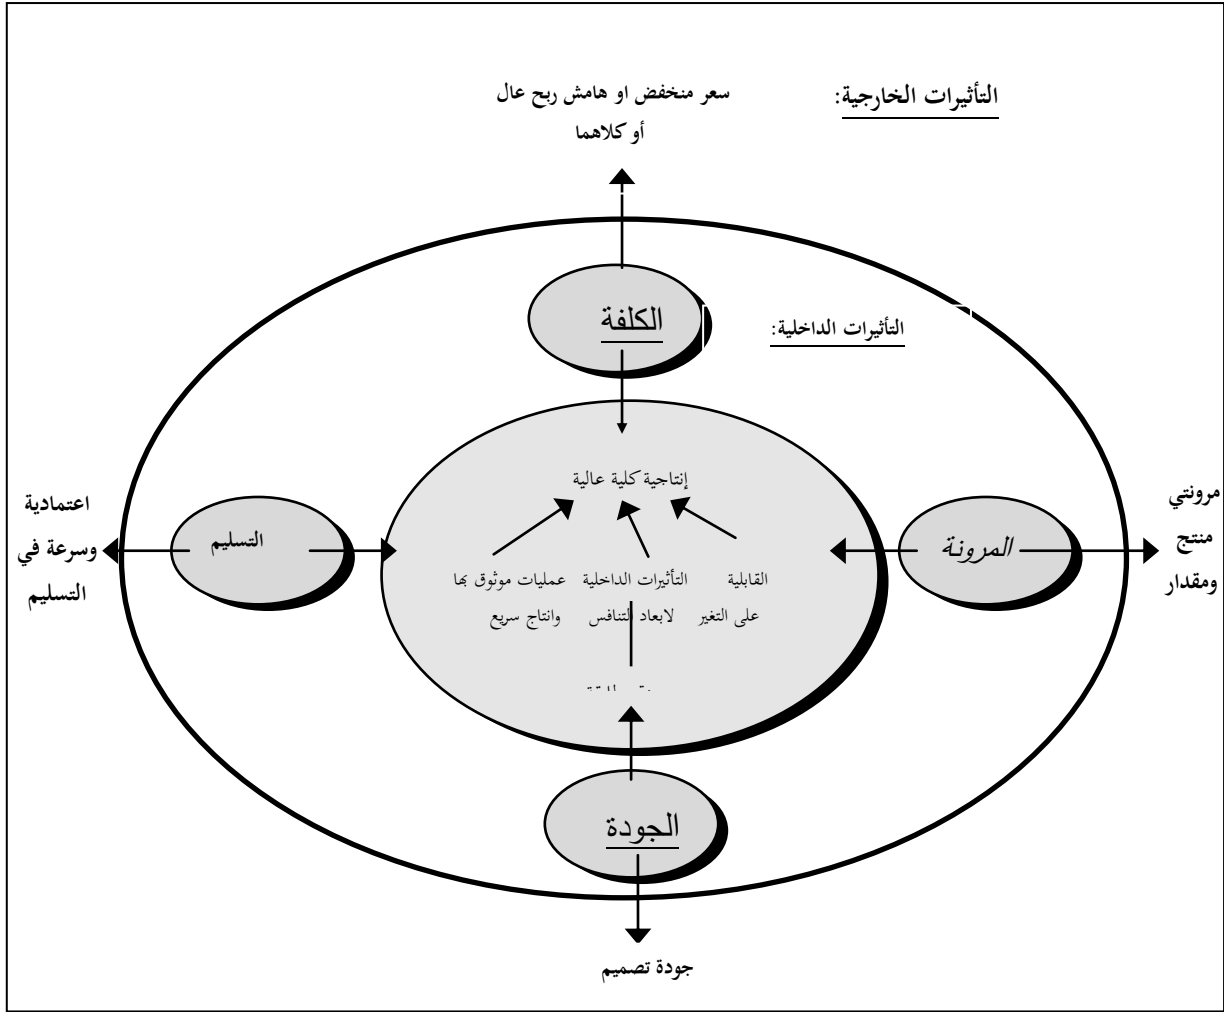 التأثيرات الخارجية:
سعر منخفض او هامش ربح عال
أو كلاهما
الكلفة
التأثيرات الداخلية:
إنتاجية كلية عالية
مرونتي
منتج
ومقدار
المرونة
التسليم
اعتمادية
وسرعة في
التسليم
القابلية
على التغير
التأثيرات الداخلية
لابعاد التنافس
عمليات موثوق بها
وانتاج سريع
الجودة
جودة تصميم